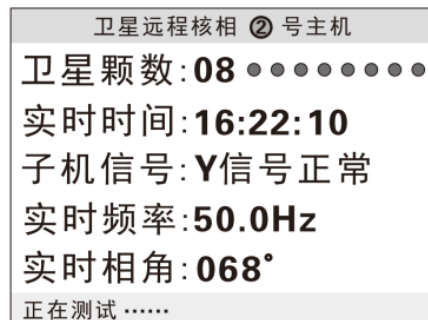 卫星远程核相 ② 号主机
卫星颗数:08 ●●●●●●●●
实时时间:16:22:10
子机信号:Y信号正常
实时频率:50.0Hz
实时相角:068°
正在测试……